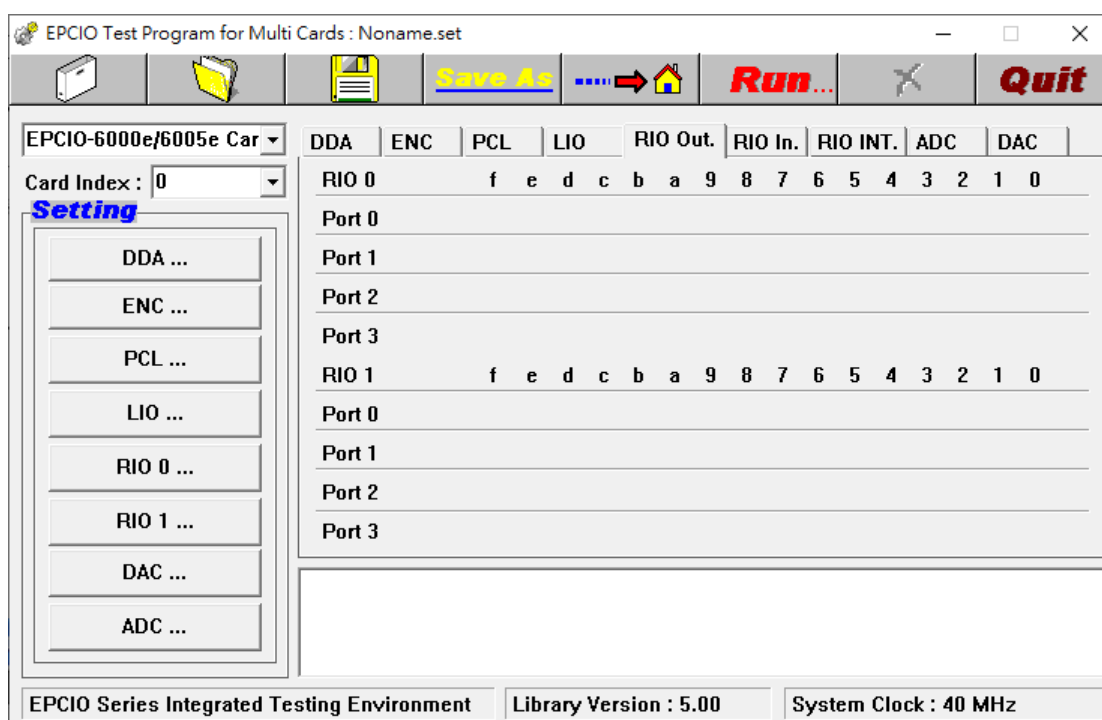 EPCIO Test Program for Multi Cards : Noname.set
Save As Run... Quit
EPCIO-6000e/6005e Car
Card Index : 0
Setting
DDA ...
ENC ...
PCL ...
LIO ...
RIO 0 ...
RIO 1 ...
DAC ...
ADC ...
DDA ENC PCL LIO RIO Out. RIO In. RIO INT. ADC DAC
RIO 0 f e d c b a 9 8 7 6 5 4 3 2 1 0
Port 0
Port 1
Port 2
Port 3
RIO 1 f e d c b a 9 8 7 6 5 4 3 2 1 0
Port 0
Port 1
Port 2
Port 3
EPCIO Series Integrated Testing Environment Library Version : 5.00 System Clock : 40 MHz